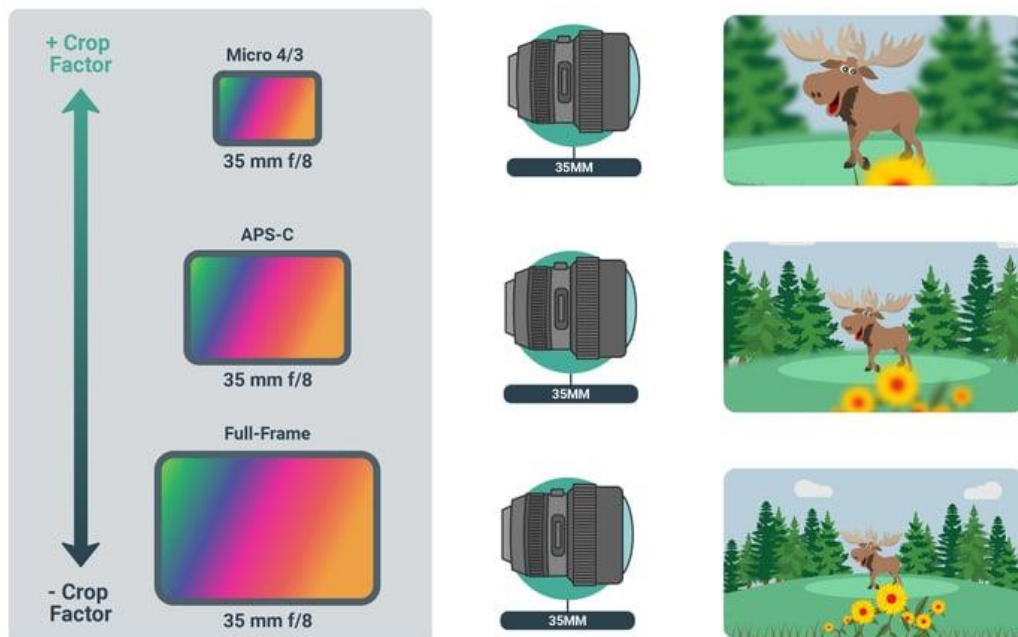 + Crop
Factor
Micro 4/3
35 mm f/8
35MM
APS-C
35 mm f/8
35MM
Full-Frame
- Crop
Factor
35 mm f/8
35MM